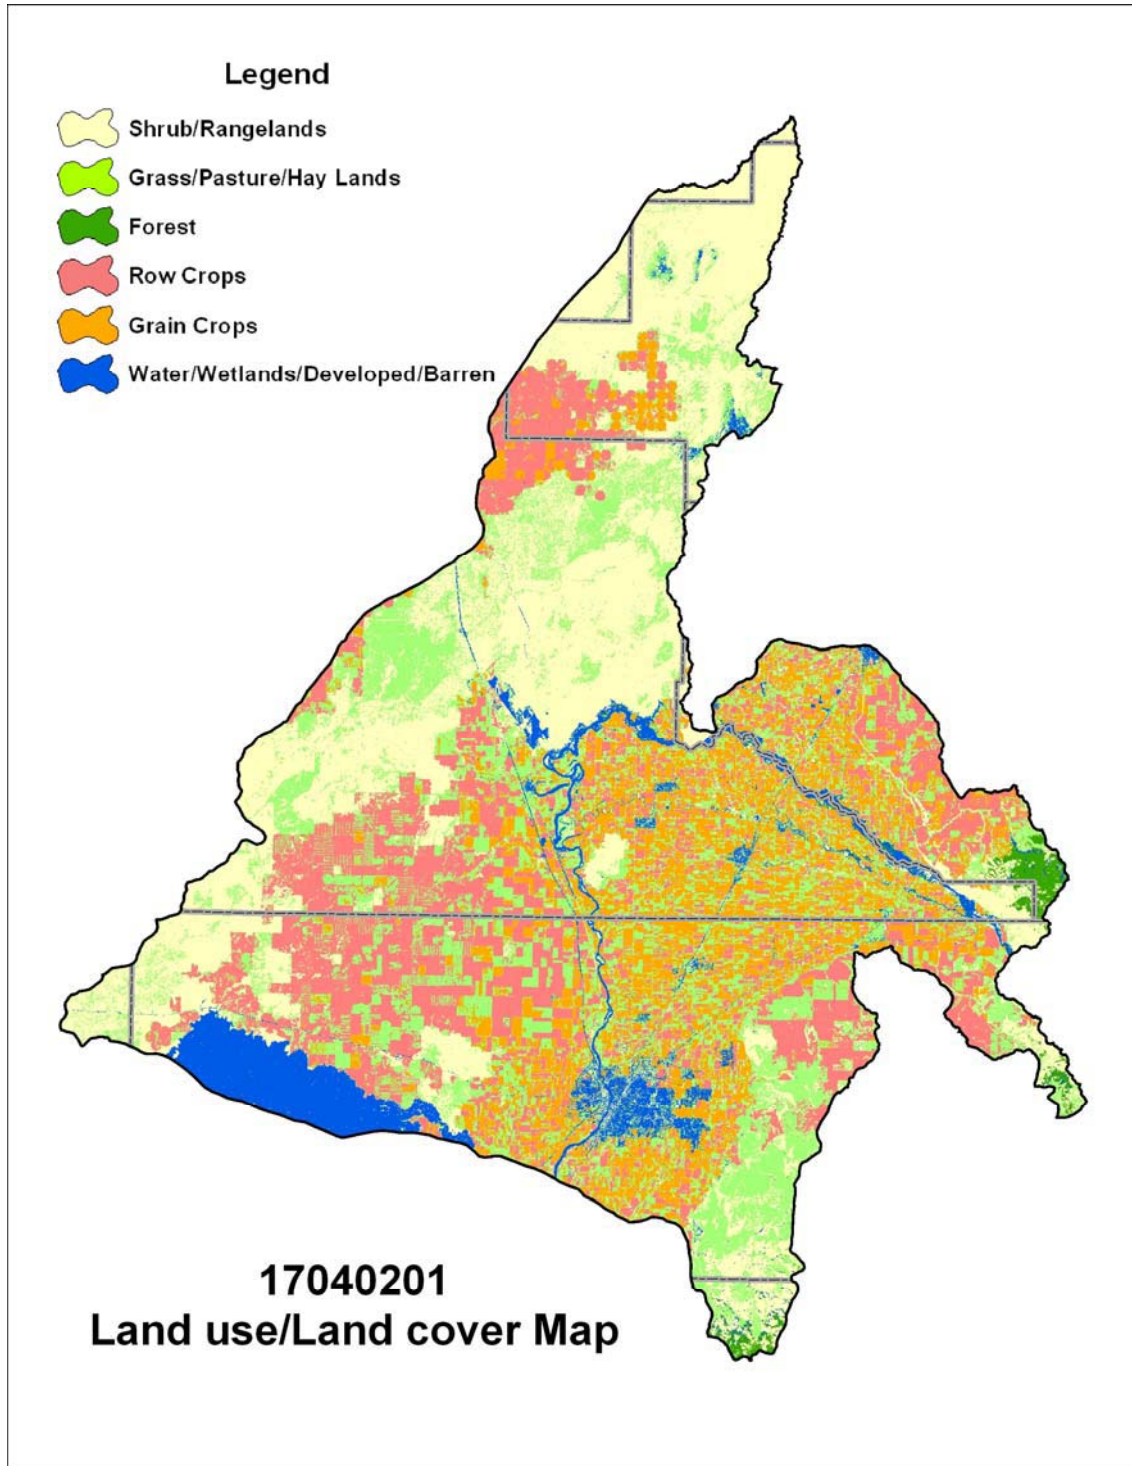 Legend
Shrub/Rangelands
Grass/Pasture/Hay Lands
Forest
Row Crops
Grain Crops
Water/Wetlands/Developed/Barren
17040201
Land use/Land cover Map